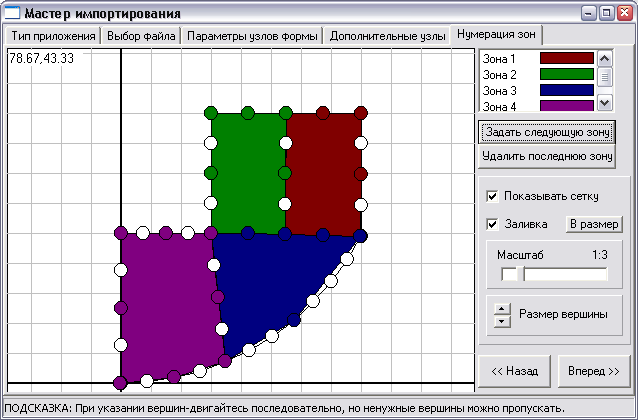 Мастер импортирования
Тип приложения Выбор файла Параметры узлов формы Дополнительные узлы Нумерация зон
78.67,43.33
Зона 1
Зона 2
Зона 3
Зона 4
Задать следующую зону
Удалить последнюю зону
Показывать сетку
Заливка В размер
Масштаб 1:3
Размер вершины
<< Назад Вперед >>
ПОДСКАЗКА: При указании вершин-двигайтесь последовательно, но ненужные вершины можно пропускать.